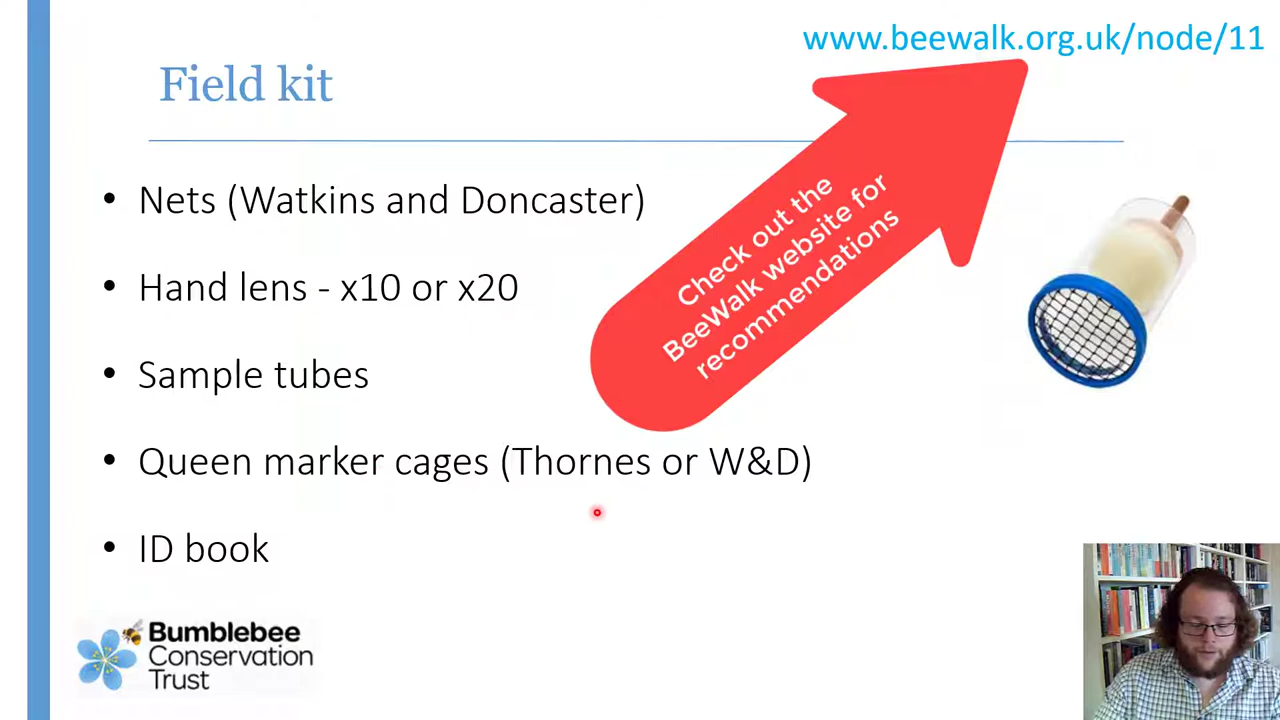 www.beewalk.org.uk/node/11
Field kit
• Nets (Watkins and Doncaster)
• Hand lens - x10 or x20
• Sample tubes
• Queen marker cages (Thornes or W&D)
• ID book
Check out the
BeeWalk website for
recommendations
Bumblebee
Conservation
Trust